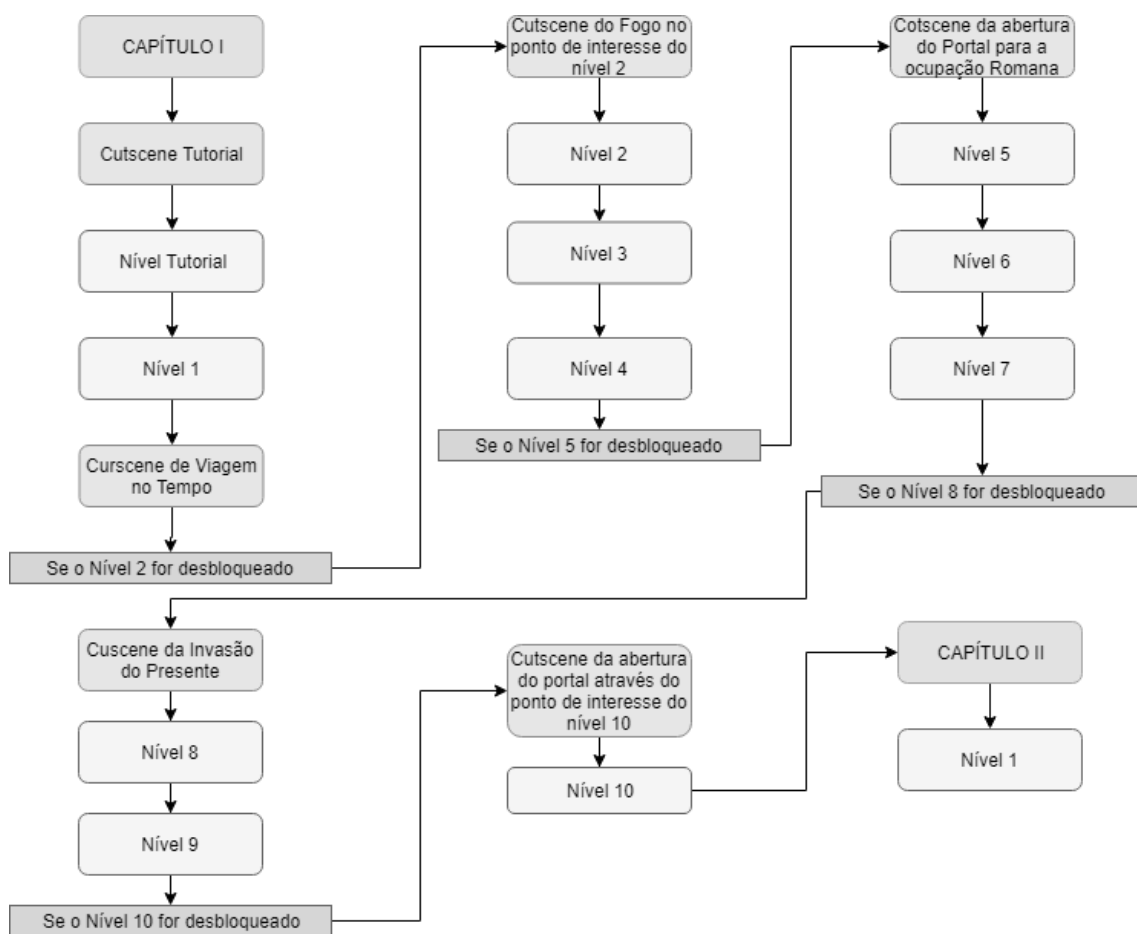 CAPÍTULO I
Cutscene Tutorial
Nível Tutorial
Nível 1
Curscene de Viagem
no Tempo
Se o Nível 2 for desbloqueado
Cutscene do Fogo no
ponto de interesse do
nível 2
Nível 2
Nível 3
Nível 4
Se o Nível 5 for desbloqueado
Cotscene da abertura
do Portal para a
ocupação Romana
Nível 5
Nível 6
Nível 7
Se o Nível 8 for desbloqueado
Cuscene da Invasão
do Presente
Nível 8
Nível 9
Se o Nível 10 for desbloqueado
Cutscene da abertura
do portal através do
ponto de interesse do
nível 10
Nível 10
CAPÍTULO II
Nível 1